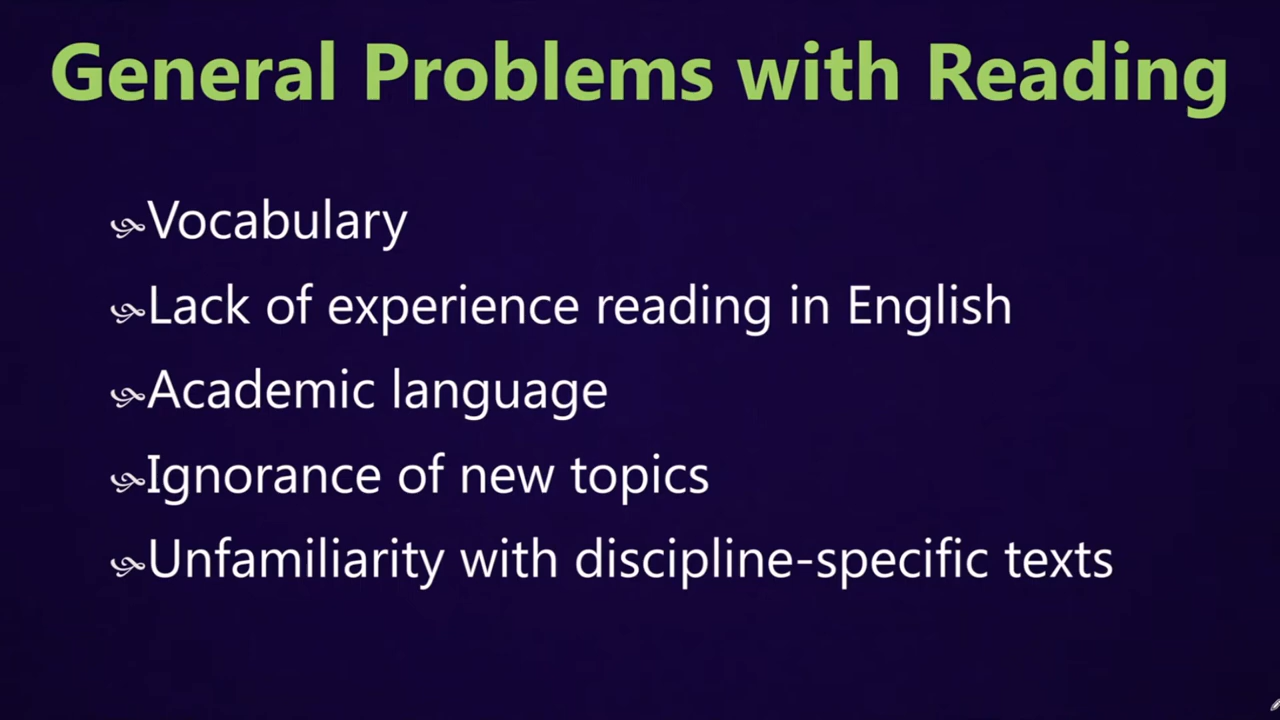 General Problems with Reading
Vocabulary
Lack of experience reading in English
Academic language
Ignorance of new topics
Unfamiliarity with discipline-specific texts